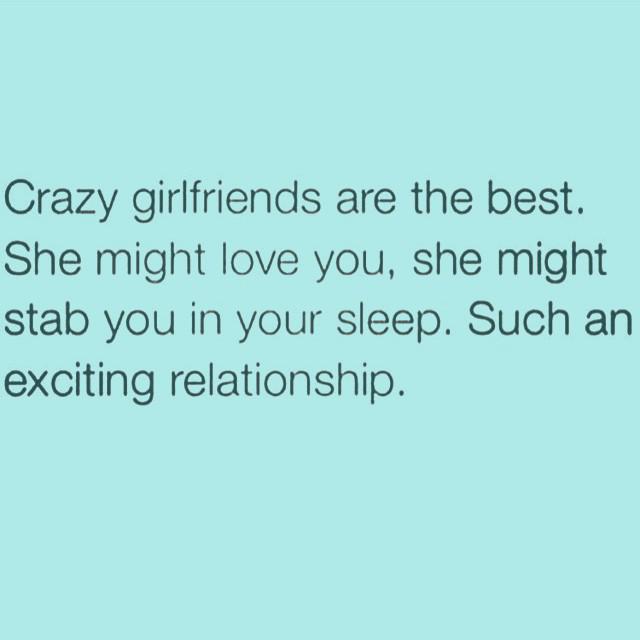 Crazy girlfriends are the best.
She might love you, she might
stab you in your sleep. Such an
exciting relationship.